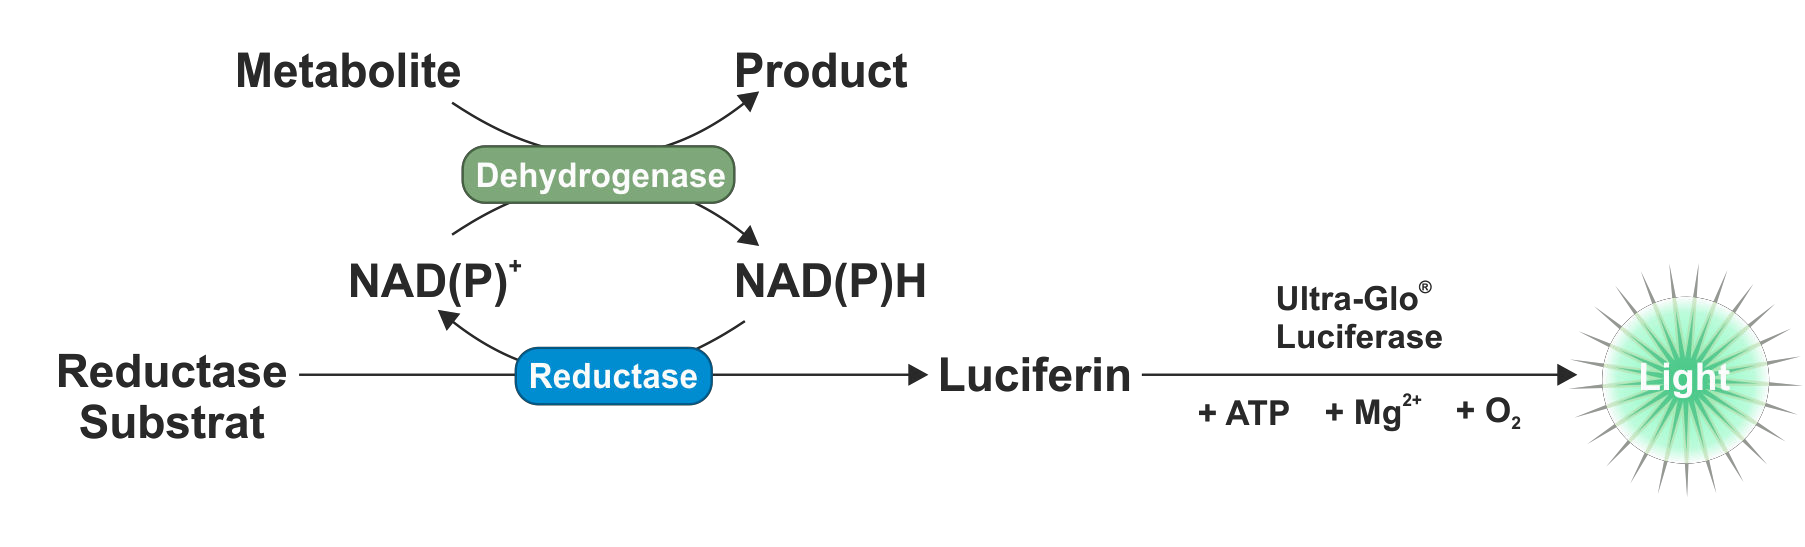 Metabolite
Product
Dehydrogenase
NAD(P)⁺
NAD(P)H
Ultra-Glo®
Luciferase
Reductase
Substrat
Reductase
Luciferin
Light
+ ATP + Mg²⁺ + O₂